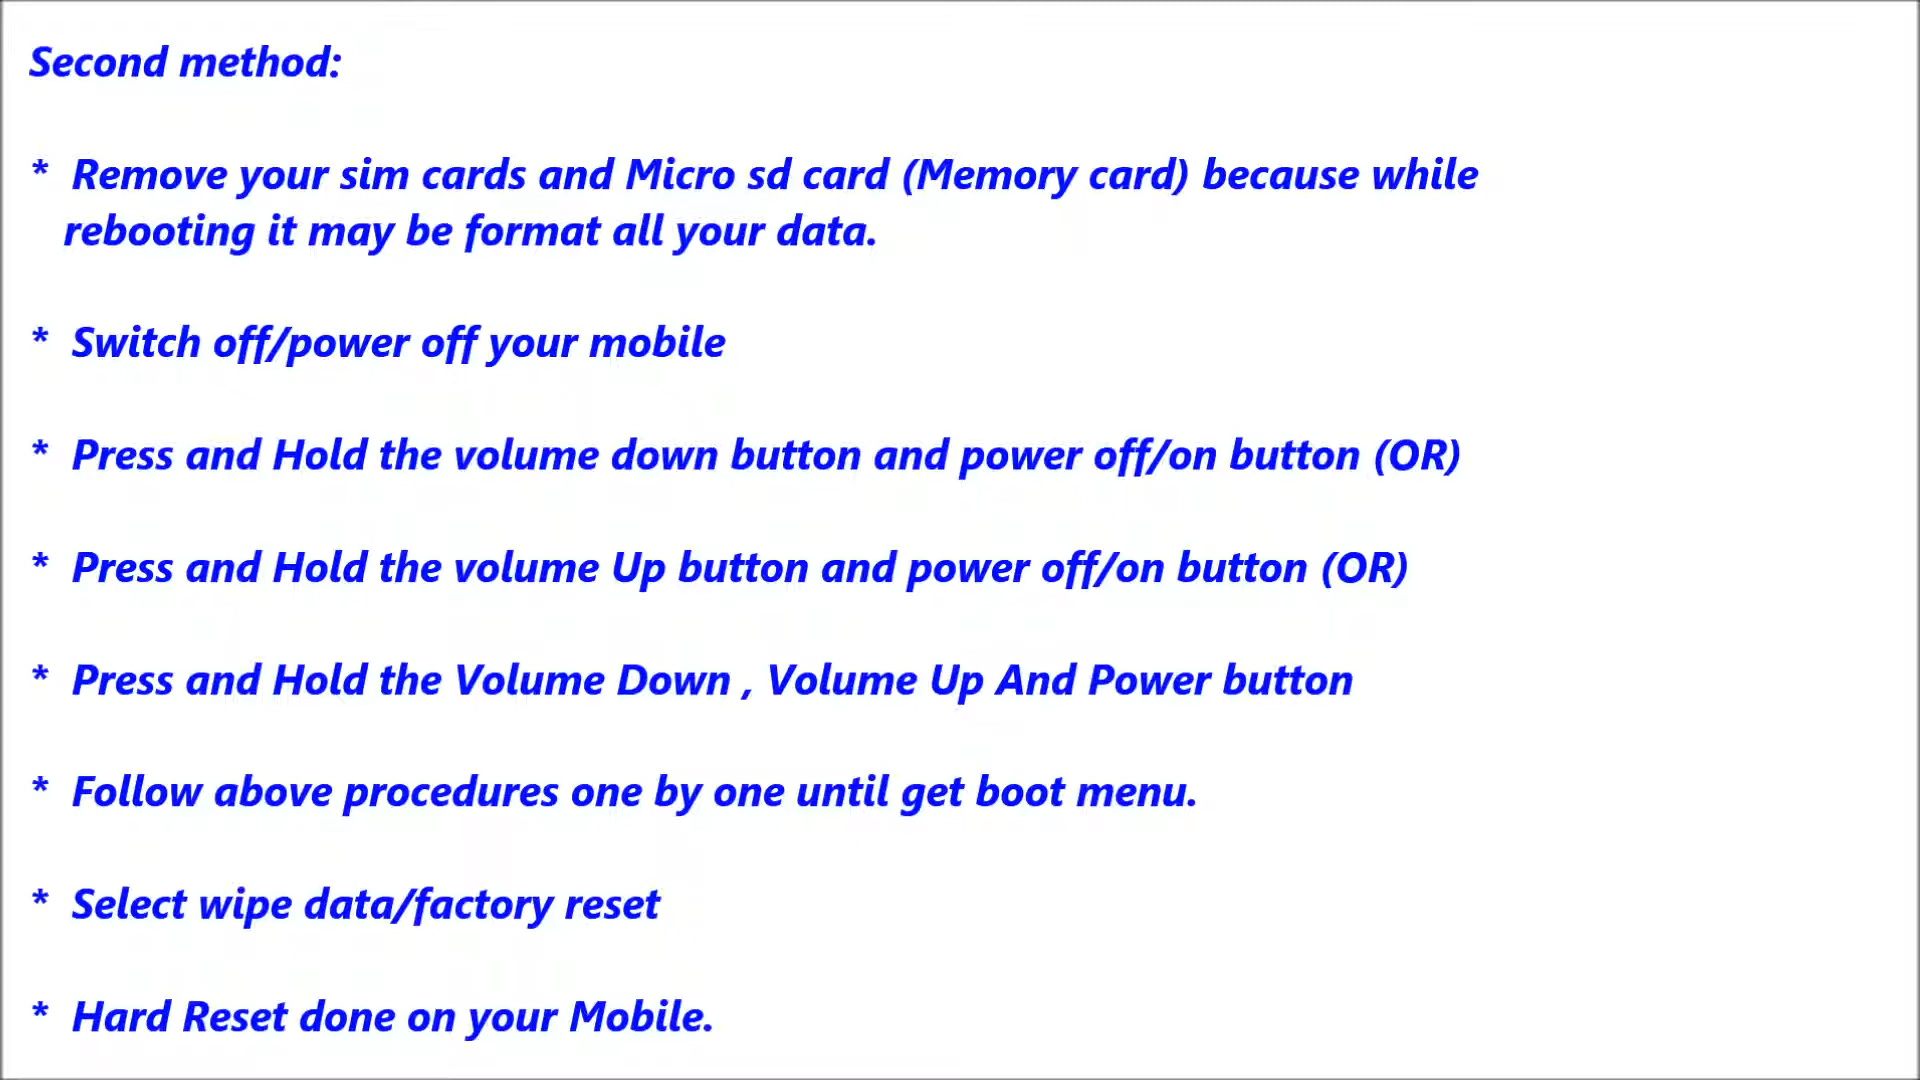 Second method:
* Remove your sim cards and Micro sd card (Memory card) because while
rebooting it may be format all your data.
* Switch off/power off your mobile
* Press and Hold the volume down button and power off/on button (OR)
* Press and Hold the volume Up button and power off/on button (OR)
* Press and Hold the Volume Down , Volume Up And Power button
* Follow above procedures one by one until get boot menu.
* Select wipe data/factory reset
* Hard Reset done on your Mobile.